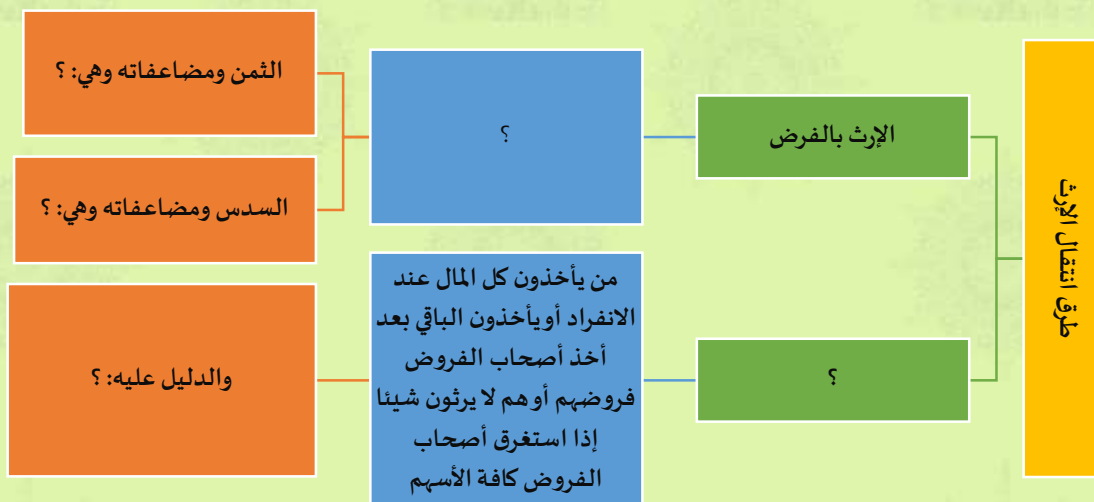 طرق انتقال الإرث
الإرث بالفرض
؟
الثمن ومضاعفاته وهي: ؟
السدس ومضاعفاته وهي: ؟
؟
من يأخذون كل المال عند
الانفراد أو يأخذون الباقي بعد
أخذ أصحاب الفروض
فروضهم أو هم لا يرثون شيئا
إذا استغرق أصحاب
الفروض كافة الأسهم
والدليل عليه: ؟